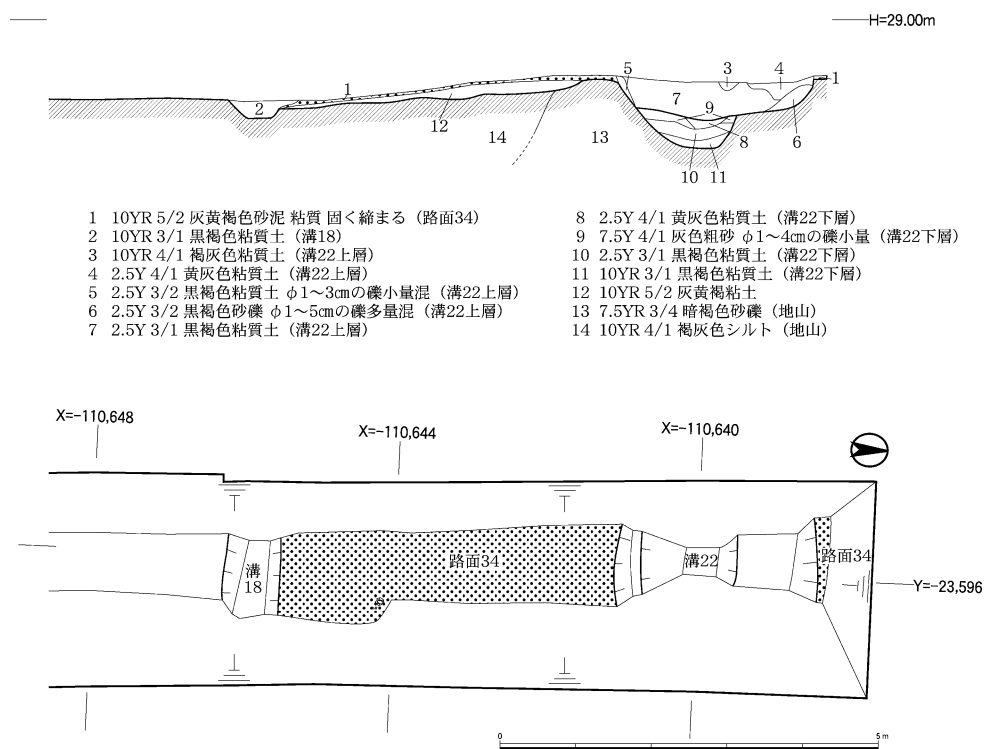 H=29.00m
1
2
12
14
13
5
3
4
1
7
9
8
6
10
11
1 10YR 5/2 灰黄褐色砂泥 粘質 固く締まる（路面34）
2 10YR 3/1 黒褐色粘質土（溝18）
3 10YR 4/1 褐灰色粘質土（溝22上層）
4 2.5Y 4/1 黄灰色粘質土（溝22上層）
5 2.5Y 3/2 黒褐色粘質土 φ1～3㎝の礫小量混（溝22上層）
6 2.5Y 3/2 黒褐色砂礫 φ1～5㎝の礫多量混（溝22上層）
7 2.5Y 3/1 黒褐色粘質土（溝22上層）
8 2.5Y 4/1 黄灰色粘質土（溝22下層）
9 7.5Y 4/1 灰色粗砂 φ1～4㎝の礫小量（溝22下層）
10 2.5Y 3/1 黒褐色粘質土（溝22下層）
11 10YR 3/1 黒褐色粘質土（溝22下層）
12 10YR 5/2 灰黄褐粘土
13 7.5YR 3/4 暗褐色砂礫（地山）
14 10YR 4/1 褐灰色シルト（地山）
X=-110,648
X=-110,644
X=-110,640
溝
18
路面34
溝22
路面34
Y=-23,596
0
5m